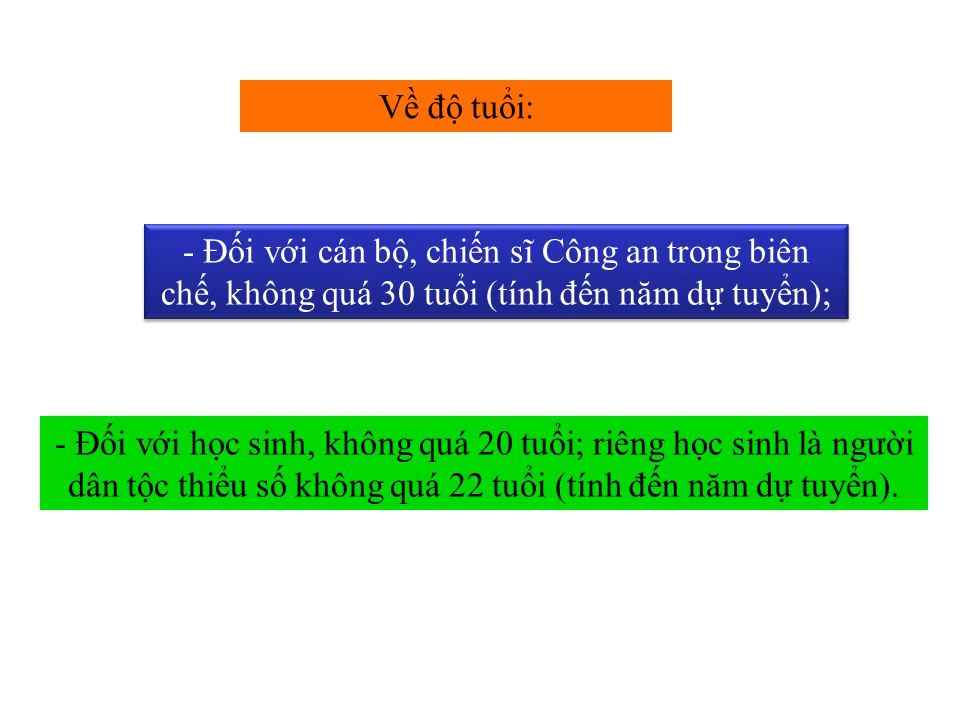 Về độ tuổi:
- Đối với cán bộ, chiến sĩ Công an trong biên
chế, không quá 30 tuổi (tính đến năm dự tuyển);
- Đối với học sinh, không quá 20 tuổi; riêng học sinh là người
dân tộc thiểu số không quá 22 tuổi (tính đến năm dự tuyển).